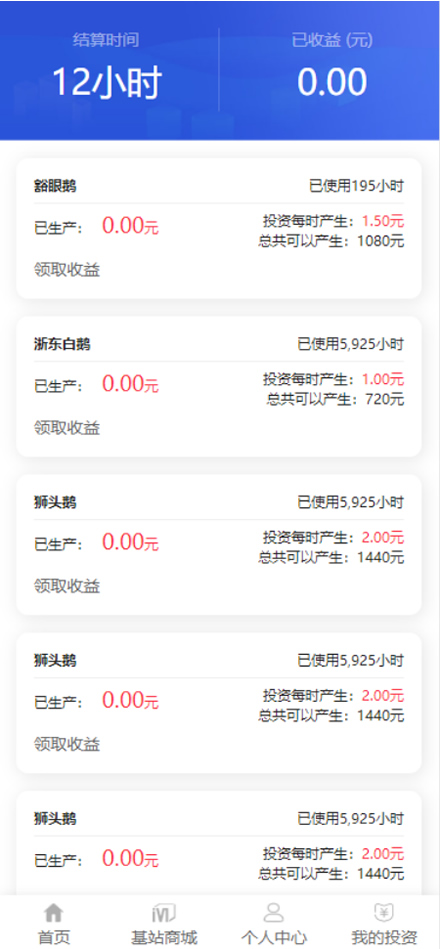 结算时间
已收益 (元)
12小时
0.00
豁眼鹅
已使用195小时
已生产： 0.00元
投资每时产生：1.50元
总共可以产生：1080元
领取收益
浙东白鹅
已使用5,925小时
已生产： 0.00元
投资每时产生：1.00元
总共可以产生：720元
领取收益
狮头鹅
已使用5,925小时
已生产： 0.00元
投资每时产生：2.00元
总共可以产生：1440元
领取收益
狮头鹅
已使用5,925小时
已生产： 0.00元
投资每时产生：2.00元
总共可以产生：1440元
领取收益
狮头鹅
已使用5,925小时
已生产： 0.00元
投资每时产生：2.00元
总共可以产生：1440元
首页
基站商城
个人中心
我的投资